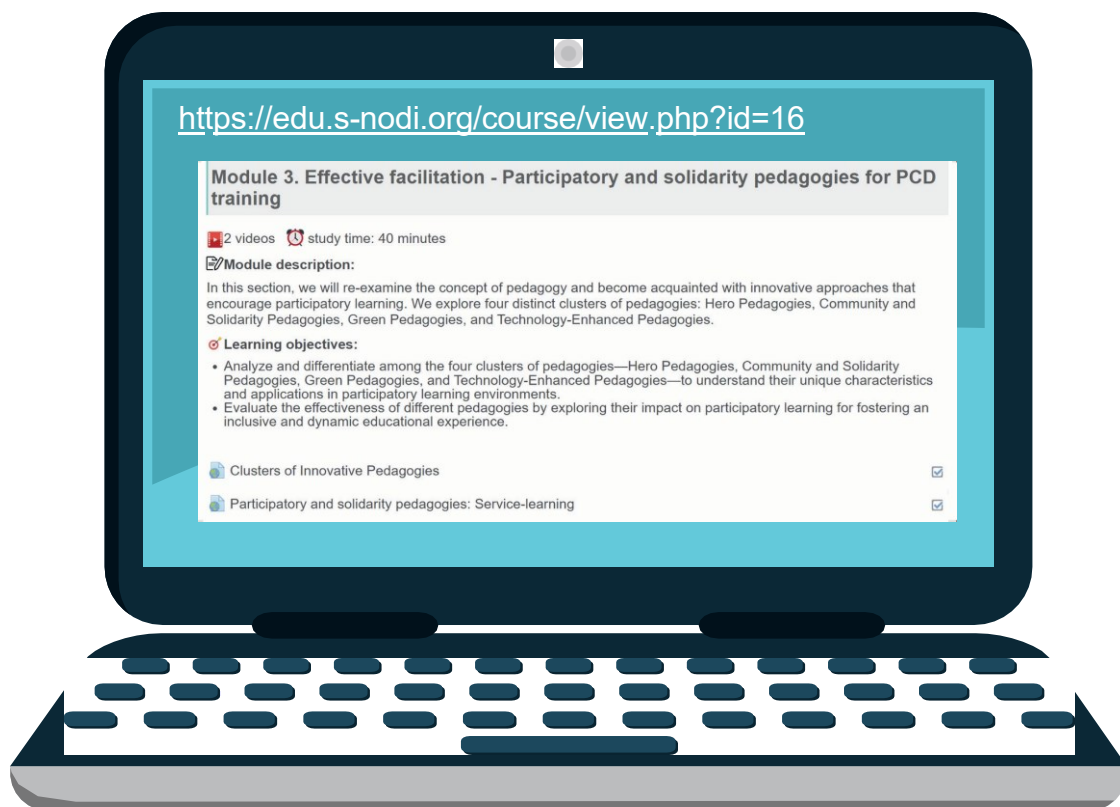 https://edu.s-nodi.org/course/view.php?id=16
Module 3. Effective facilitation - Participatory and solidarity pedagogies for PCD
training
2 videos study time: 40 minutes
Module description:
In this section, we will re-examine the concept of pedagogy and become acquainted with innovative approaches that
encourage participatory learning. We explore four distinct clusters of pedagogies: Hero Pedagogies, Community and
Solidarity Pedagogies, Green Pedagogies, and Technology-Enhanced Pedagogies.
Learning objectives:
• Analyze and differentiate among the four clusters of pedagogies—Hero Pedagogies, Community and Solidarity
Pedagogies, Green Pedagogies, and Technology-Enhanced Pedagogies—to understand their unique characteristics
and applications in participatory learning environments.
• Evaluate the effectiveness of different pedagogies by exploring their impact on participatory learning for fostering an
inclusive and dynamic educational experience.
Clusters of Innovative Pedagogies
Participatory and solidarity pedagogies: Service-learning